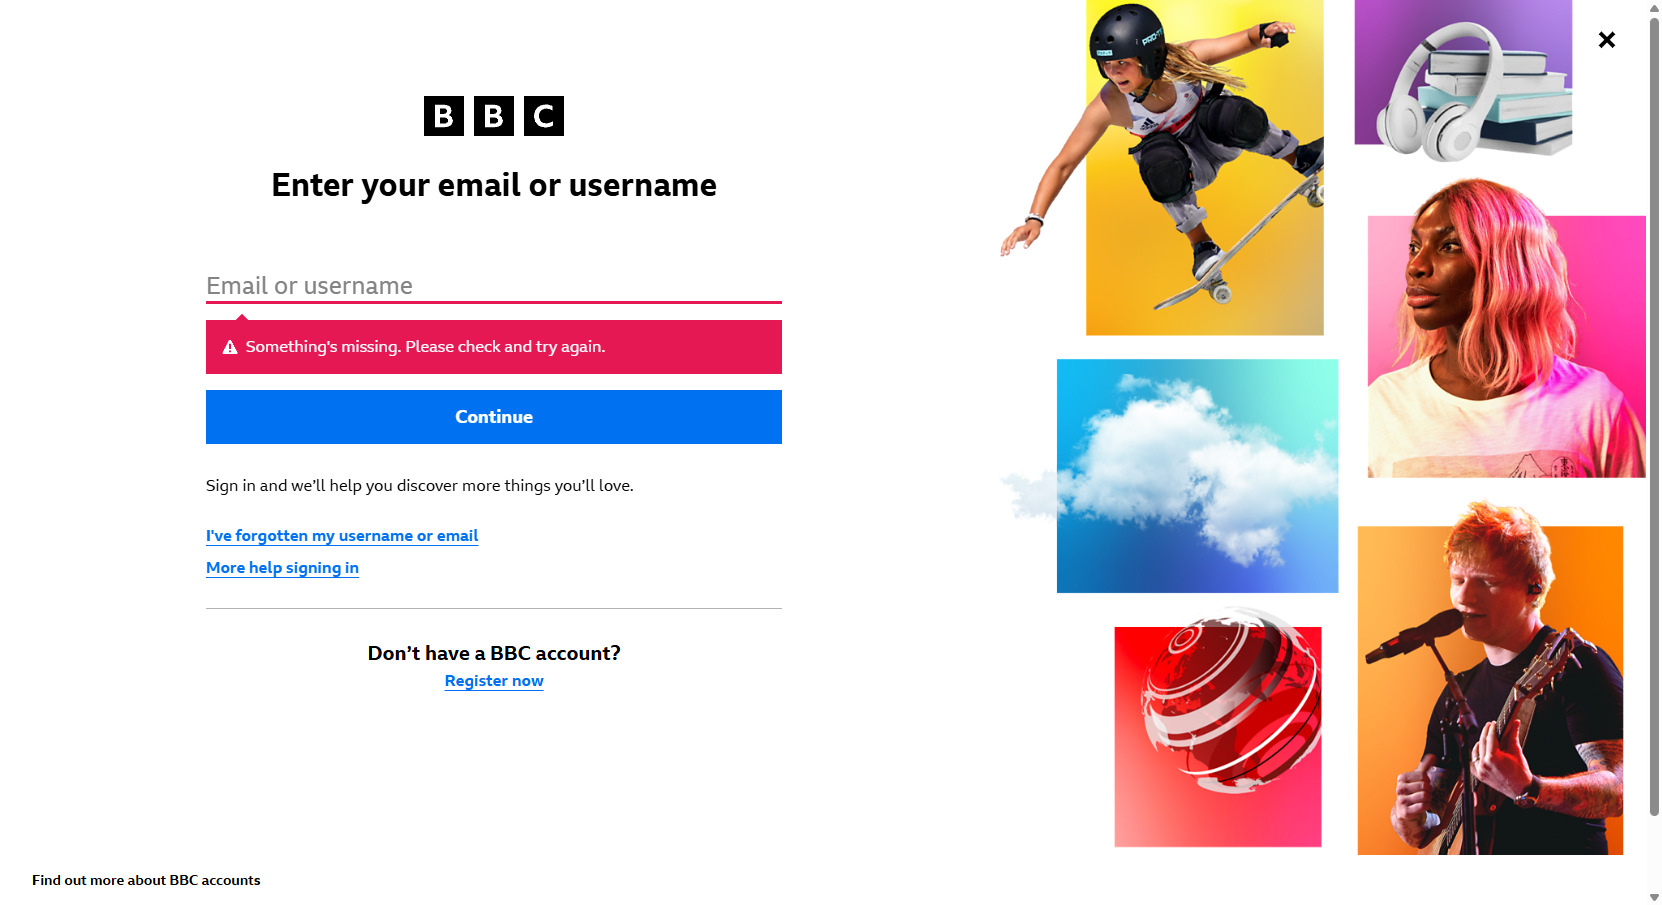 BBC
Enter your email or username
Email or username
Something's missing. Please check and try again.
Continue
Sign in and we’ll help you discover more things you’ll love.
I've forgotten my username or email
More help signing in
Don’t have a BBC account?
Register now
Find out more about BBC accounts